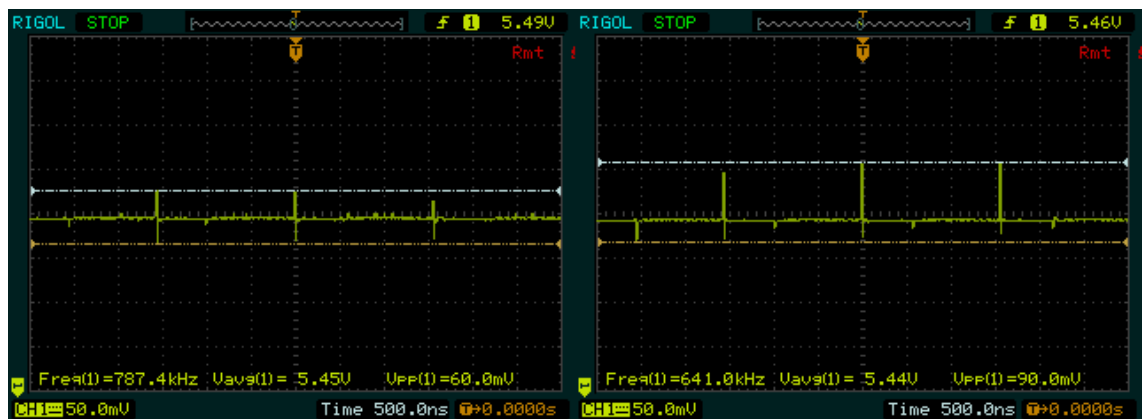 RIGOL STOP T f 1 5.49V
T
Rmt
Freq(1)=787.4kHz Vavg(1)= 5.45V Vpp(1)=60.0mV
CH1 50.0mV Time 500.0ns T→0.0000s
RIGOL STOP T f 1 5.46V
T
Rmt
Freq(1)=641.0kHz Vavg(1)= 5.44V Vpp(1)=90.0mV
CH1 50.0mV Time 500.0ns T→0.0000s